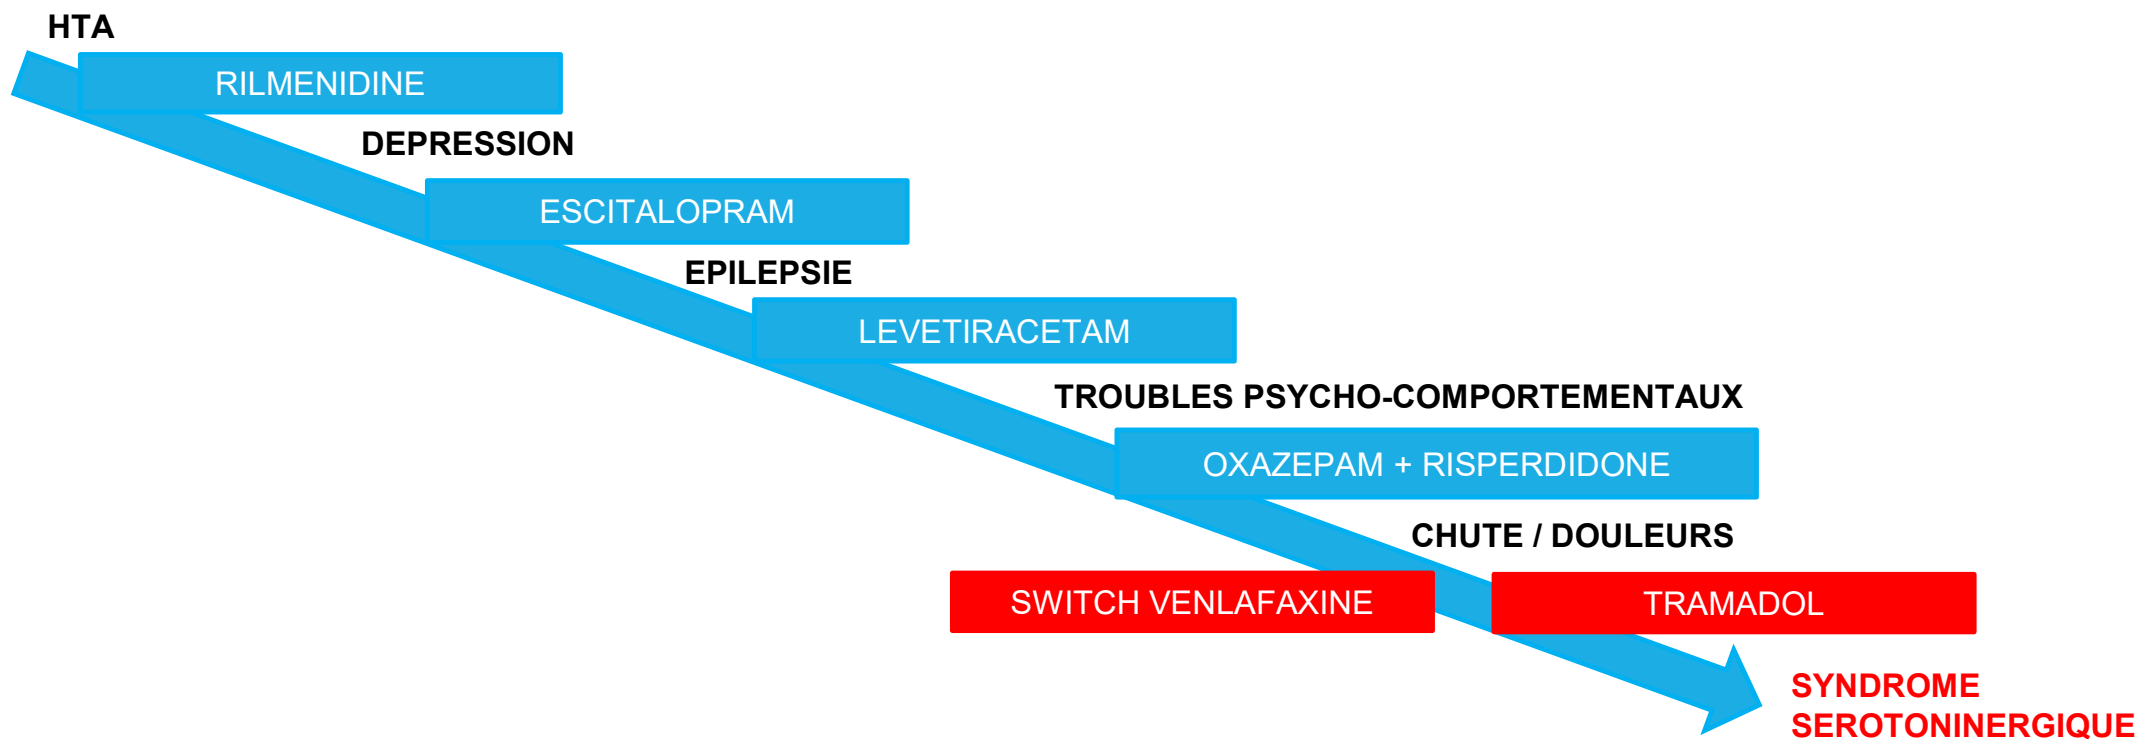 HTA
RILMENIDINE
DEPRESSION
ESCITALOPRAM
EPILEPSIE
LEVETIRACETAM
TROUBLES PSYCHO-COMPORTEMENTAUX
OXAZEPAM + RISPERDIDONE
CHUTE / DOULEURS
SWITCH VENLAFAXINE
TRAMADOL
SYNDROME
SEROTONINERGIQUE